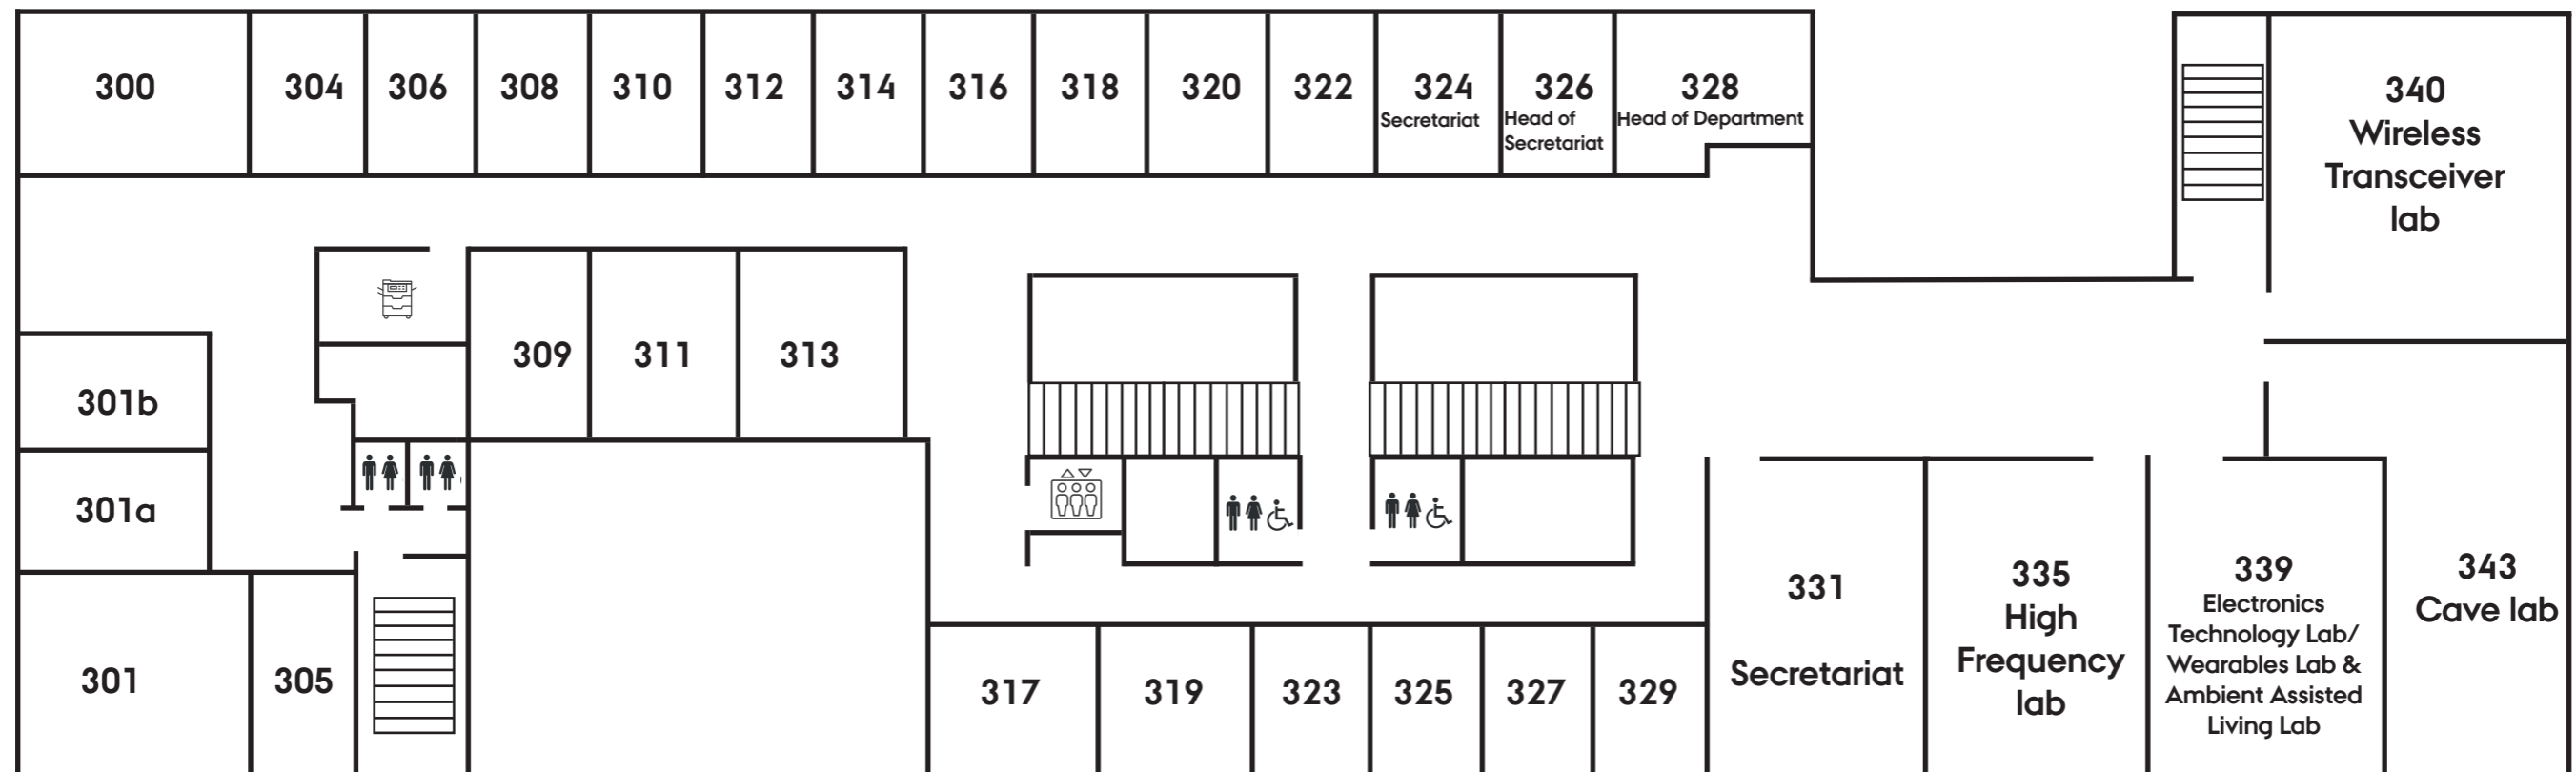 300
304
306
308
310
312
314
316
318
320
322
324
Secretariat
326
Head of
Secretariat
328
Head of Department
340
Wireless
Transceiver
lab
309
311
313
301b
301a
301
305
317
319
323
325
327
329
331
Secretariat
335
High
Frequency
lab
339
Electronics
Technology Lab/
Wearables Lab &
Ambient Assisted
Living Lab
343
Cave lab